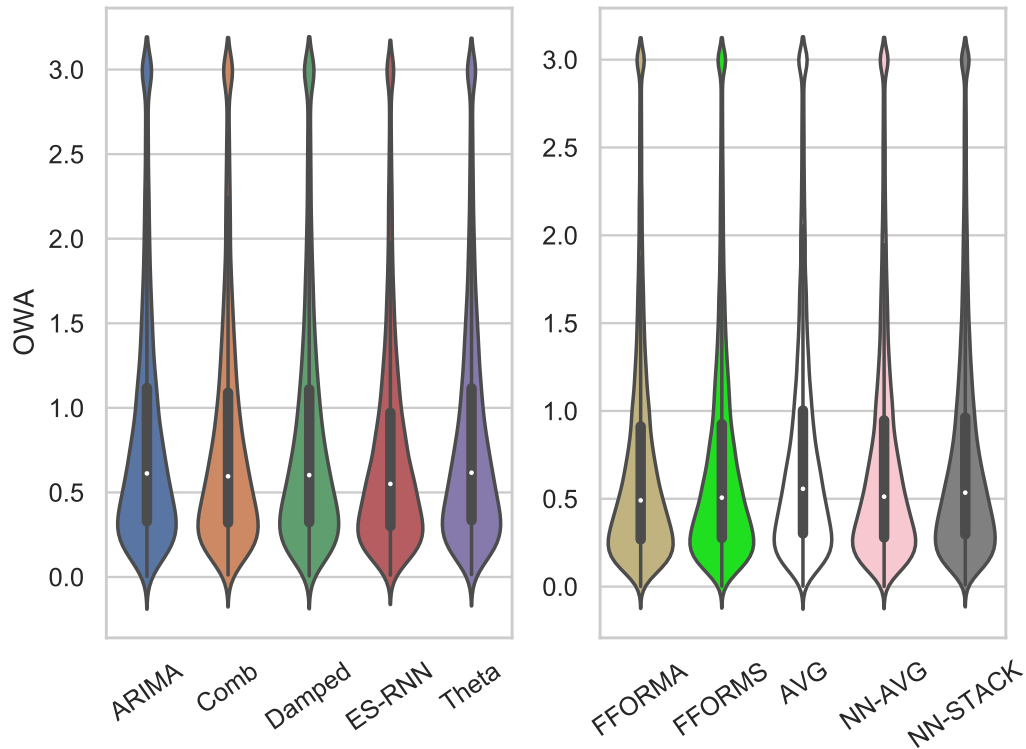 OWA
3.0
2.5
2.0
1.5
1.0
0.5
0.0
ARIMA
Comb
Damped
ES-RNN
Theta
3.0
2.5
2.0
1.5
1.0
0.5
0.0
FFORMA
FFORMS
AVG
NN-AVG
NN-STACK